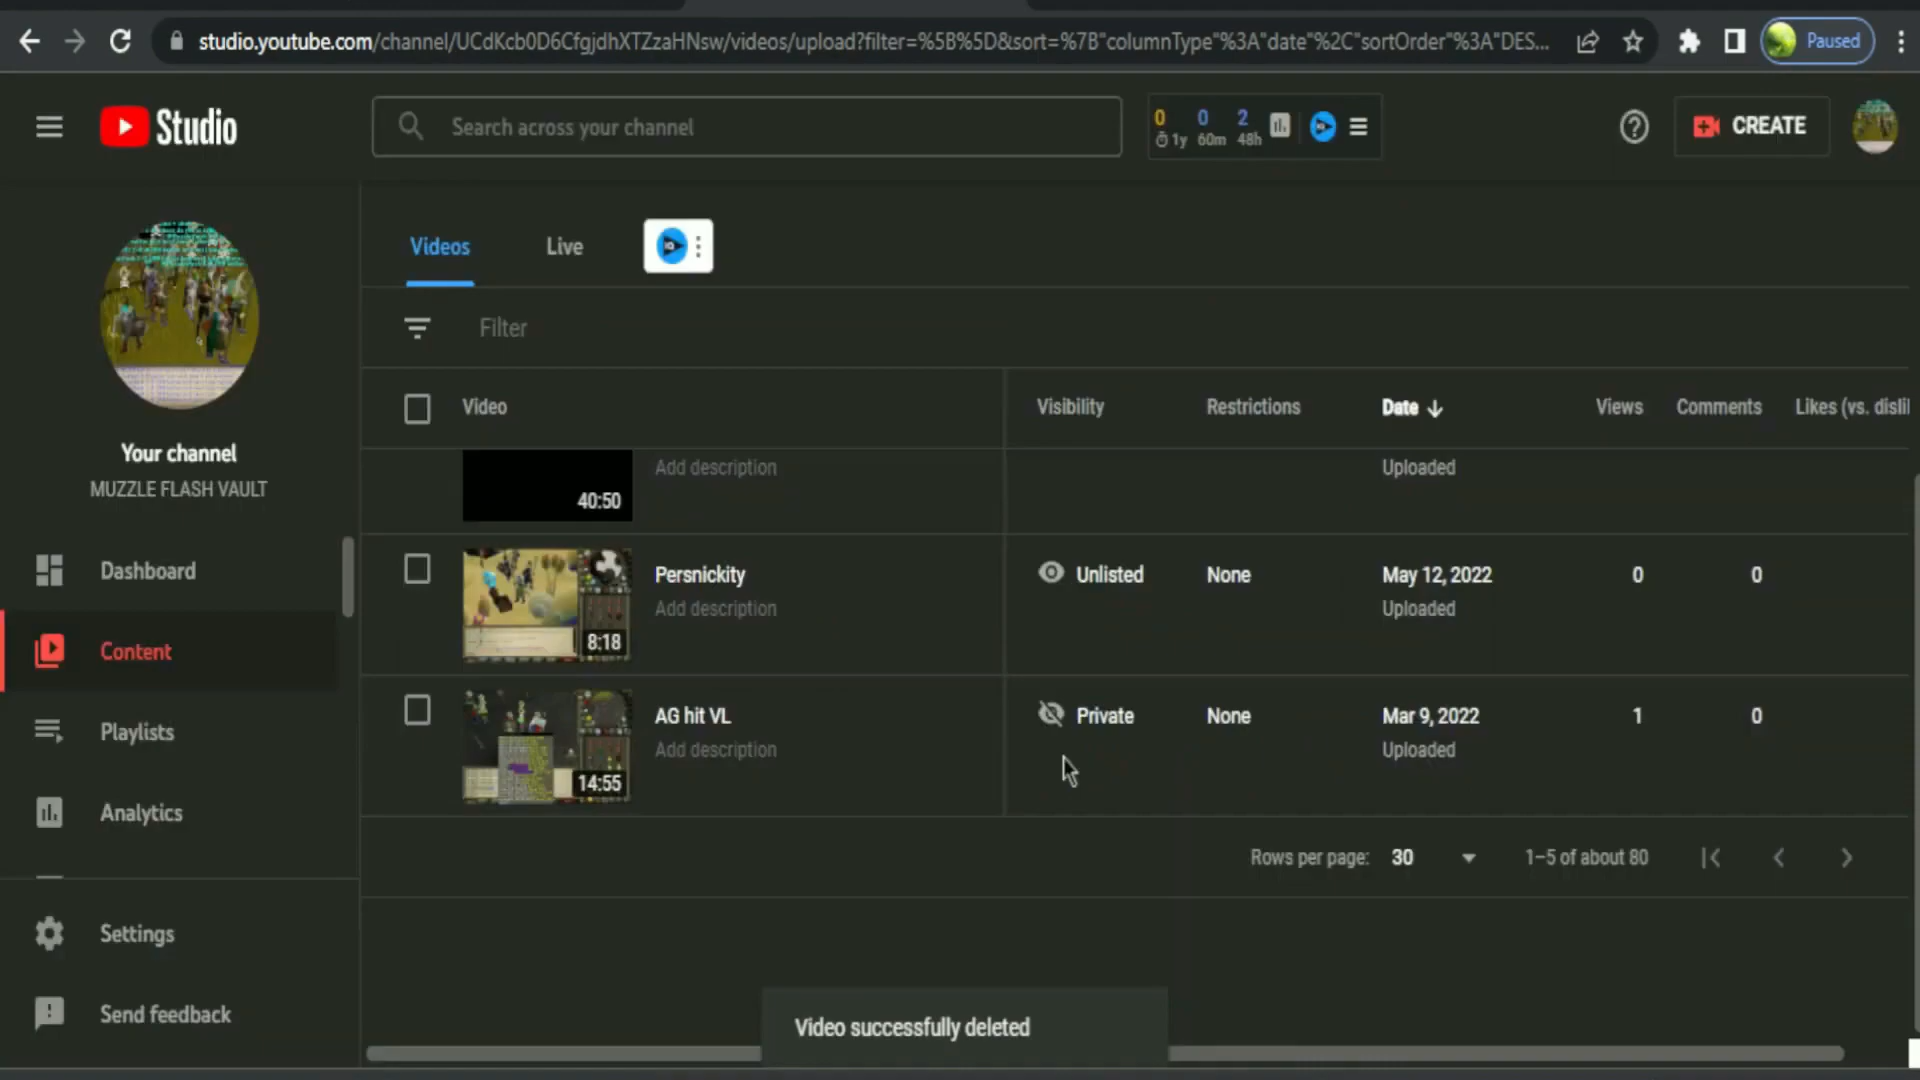 studio.youtube.com/channel/UCdKcb0D6CfgjdhXTZzaHNsw/videos/upload?filter=%5B%5D&sort=%7B"columnType"%3A"date"%2C"sortOrder"%3A"DES...
Paused
Studio
Search across your channel
0 0 2
1y 60m 48h
CREATE
Videos Live
Filter
Video Visibility Restrictions Date Views Comments Likes (vs. disli
Add description Uploaded
40:50
Your channel
MUZZLE FLASH VAULT
Persnickity Unlisted None May 12, 2022 0 0
Add description Uploaded
8:18
AG hit VL Private None Mar 9, 2022 1 0
Add description Uploaded
14:55
Dashboard
Content
Playlists
Analytics
Settings
Send feedback
Rows per page: 30 1–5 of about 80
Video successfully deleted